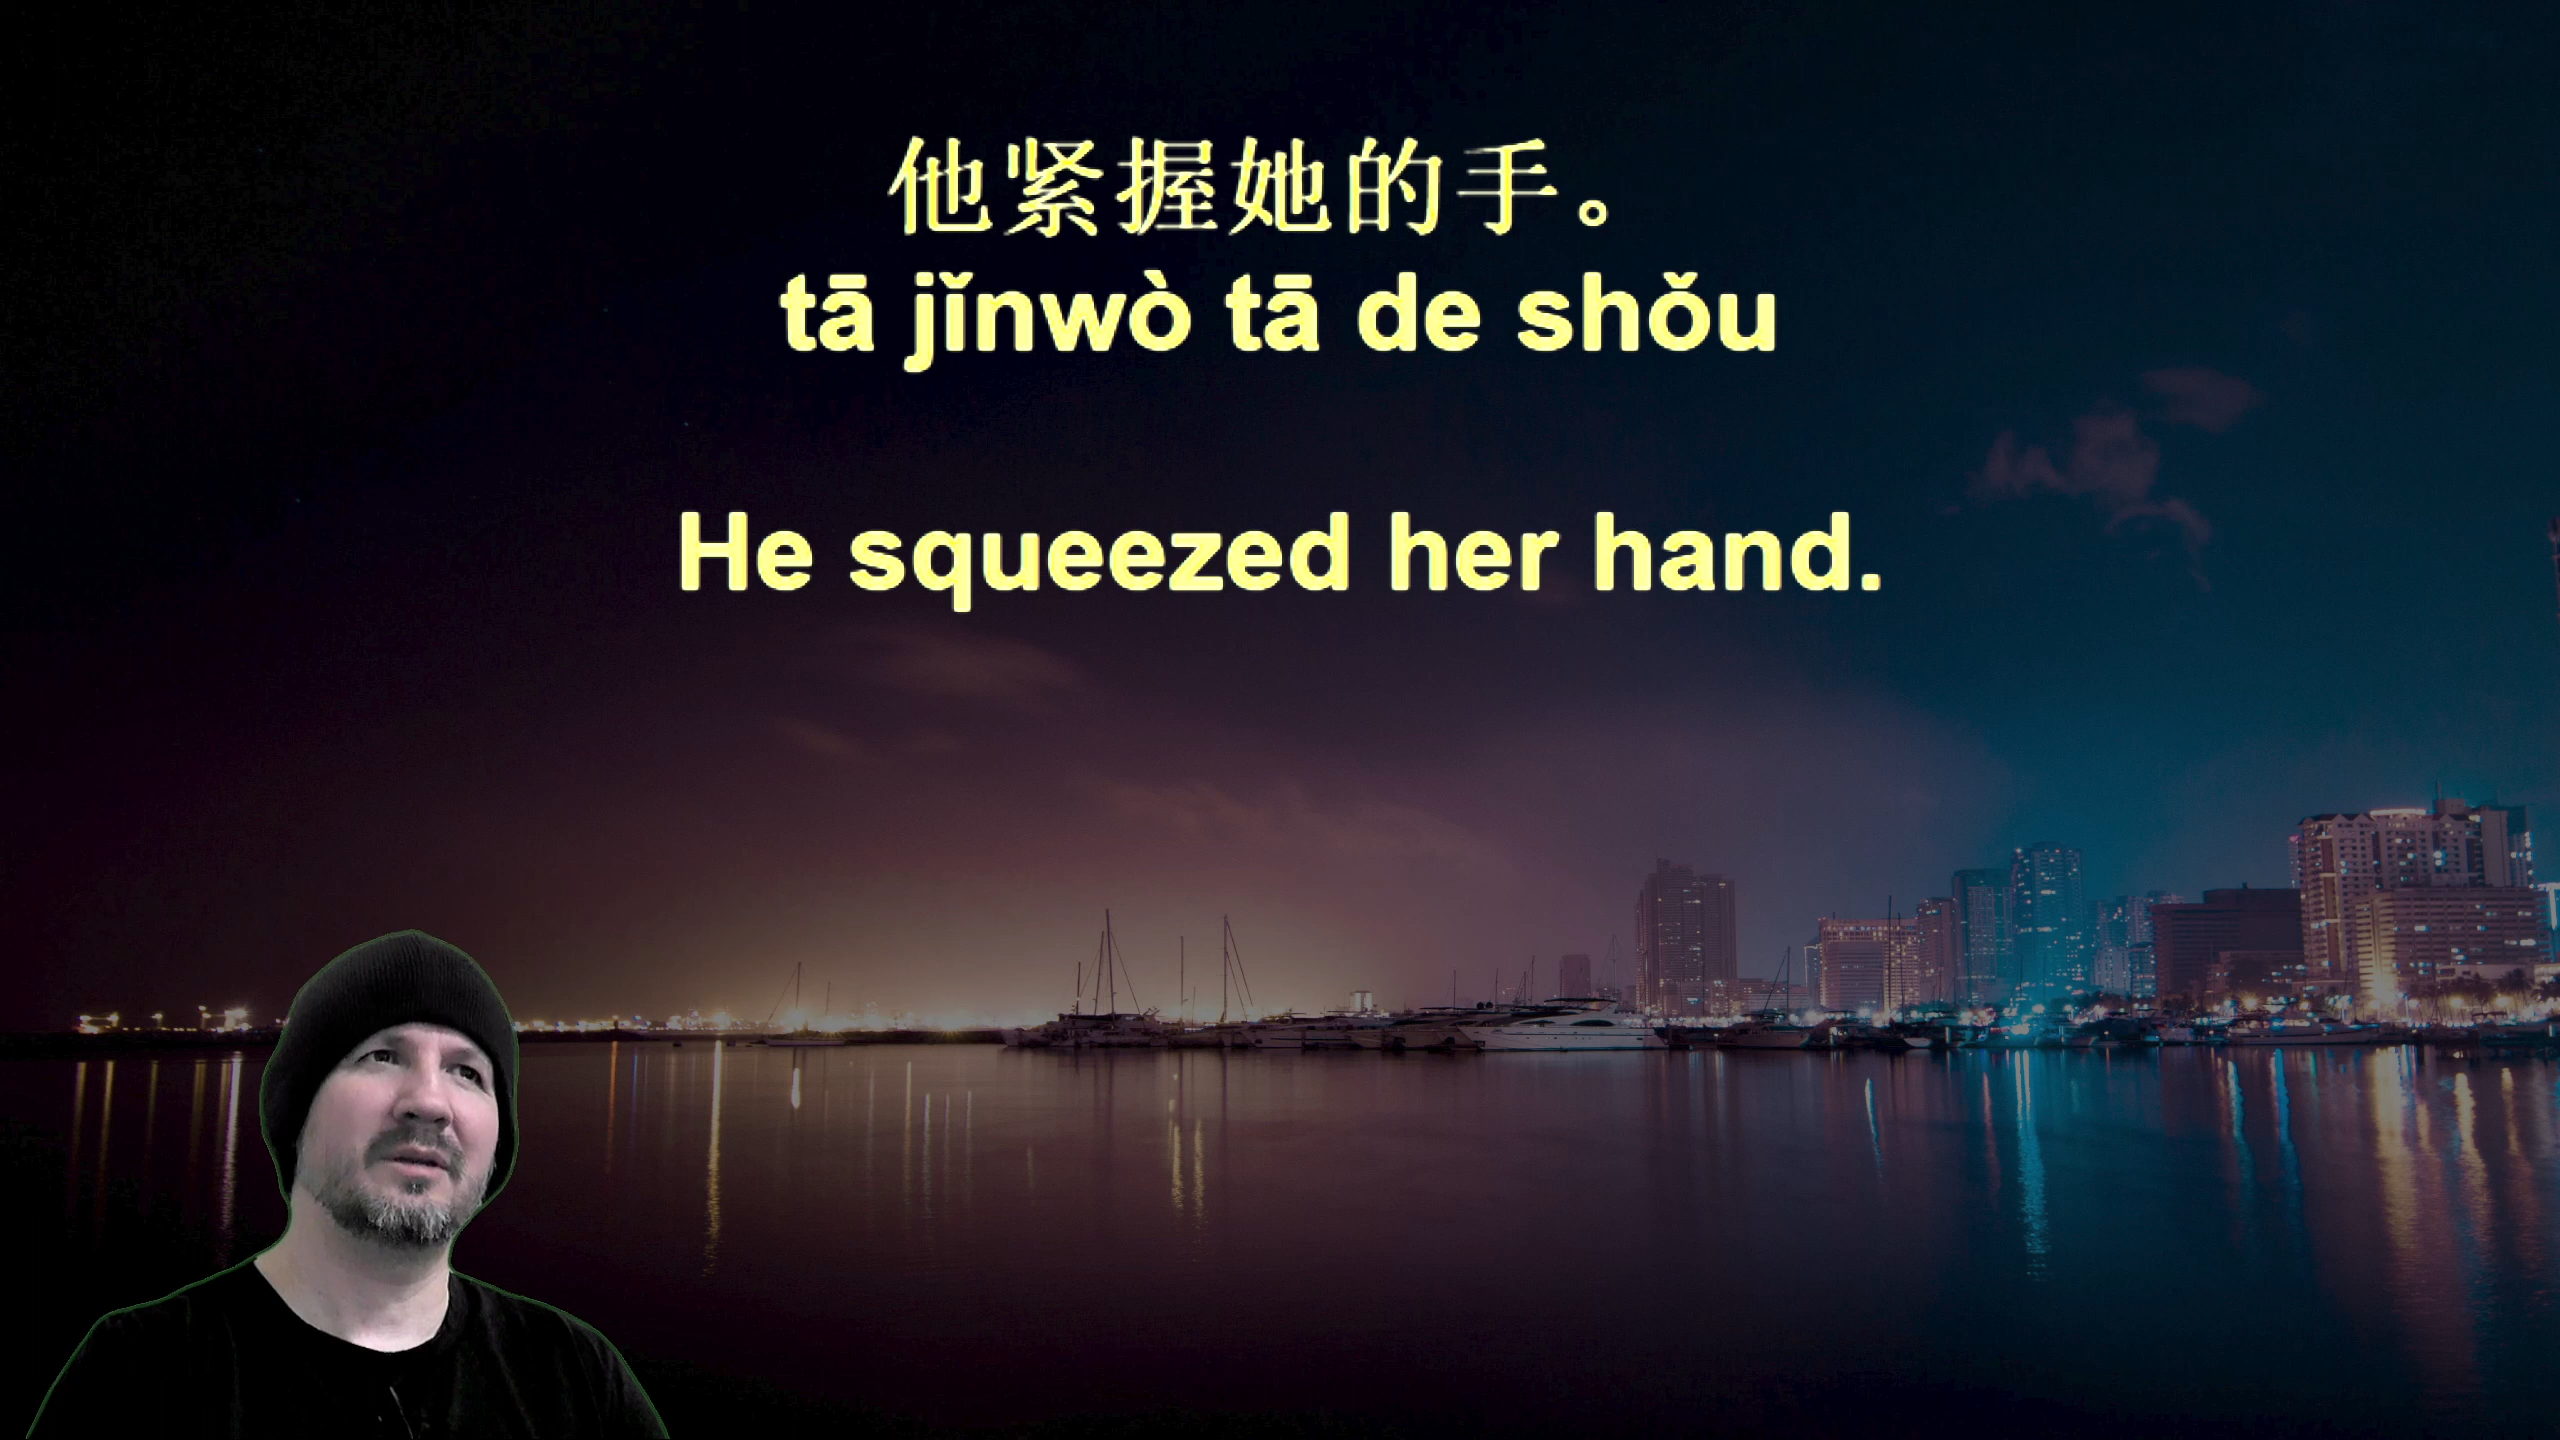 他紧握她的手。
tā jǐnwò tā de shǒu
He squeezed her hand.